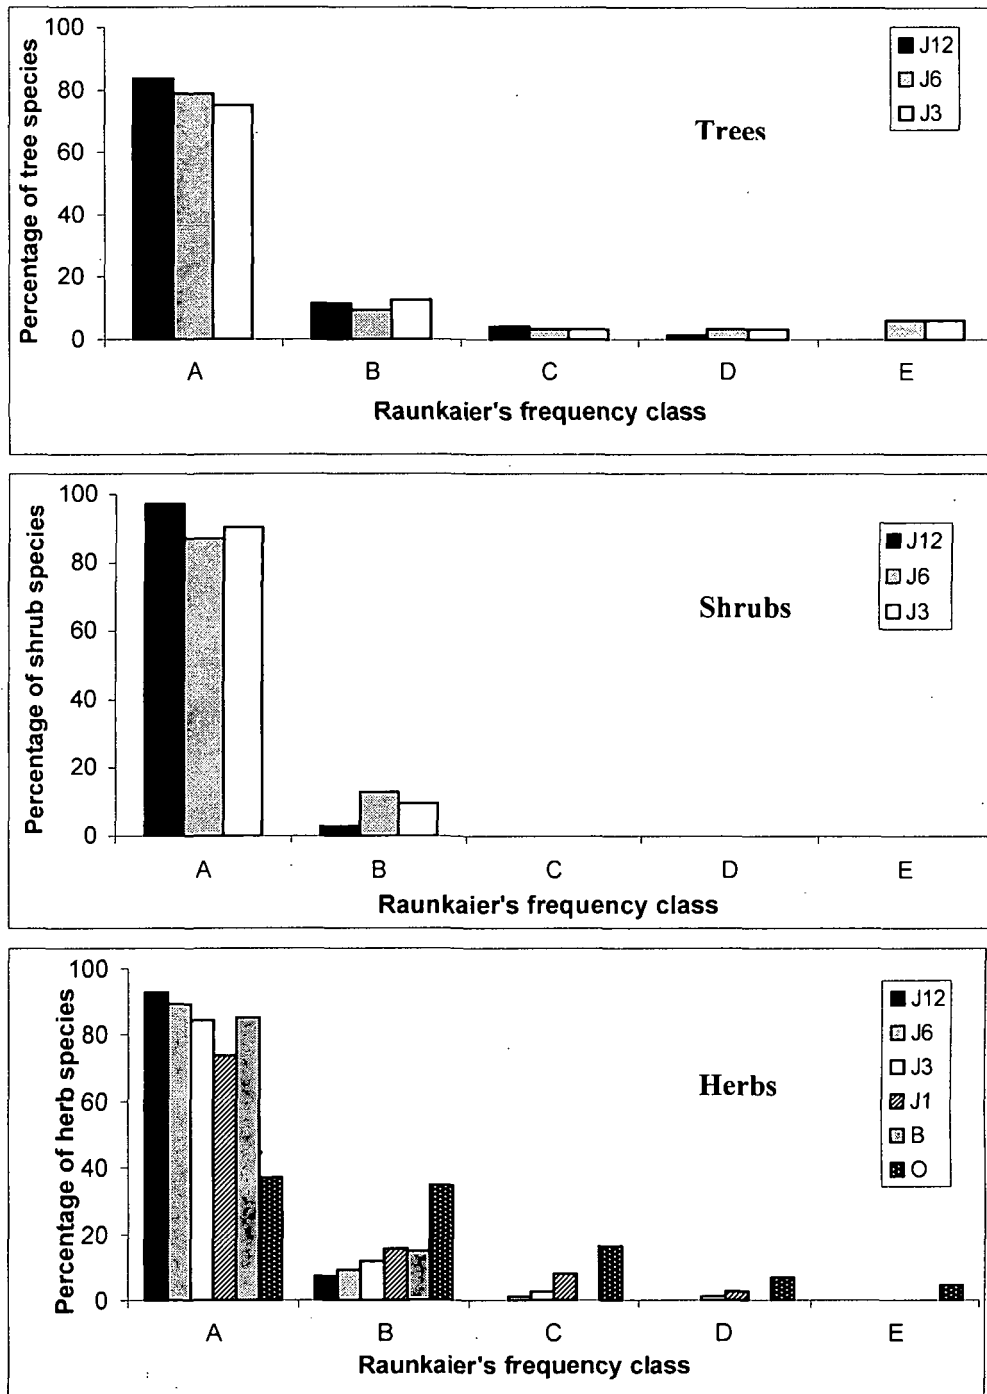 100
80
60
40
20
0
Percentage of tree species
Trees
J12
J6
J3
A B C D E
Raunkaier's frequency class
100
80
60
40
20
0
Percentage of shrub species
Shrubs
J12
J6
J3
A B C D E
Raunkaier's frequency class
100
80
60
40
20
0
Percentage of herb species
Herbs
J12
J6
J3
J1
B
O
A B C D E
Raunkaier's frequency class